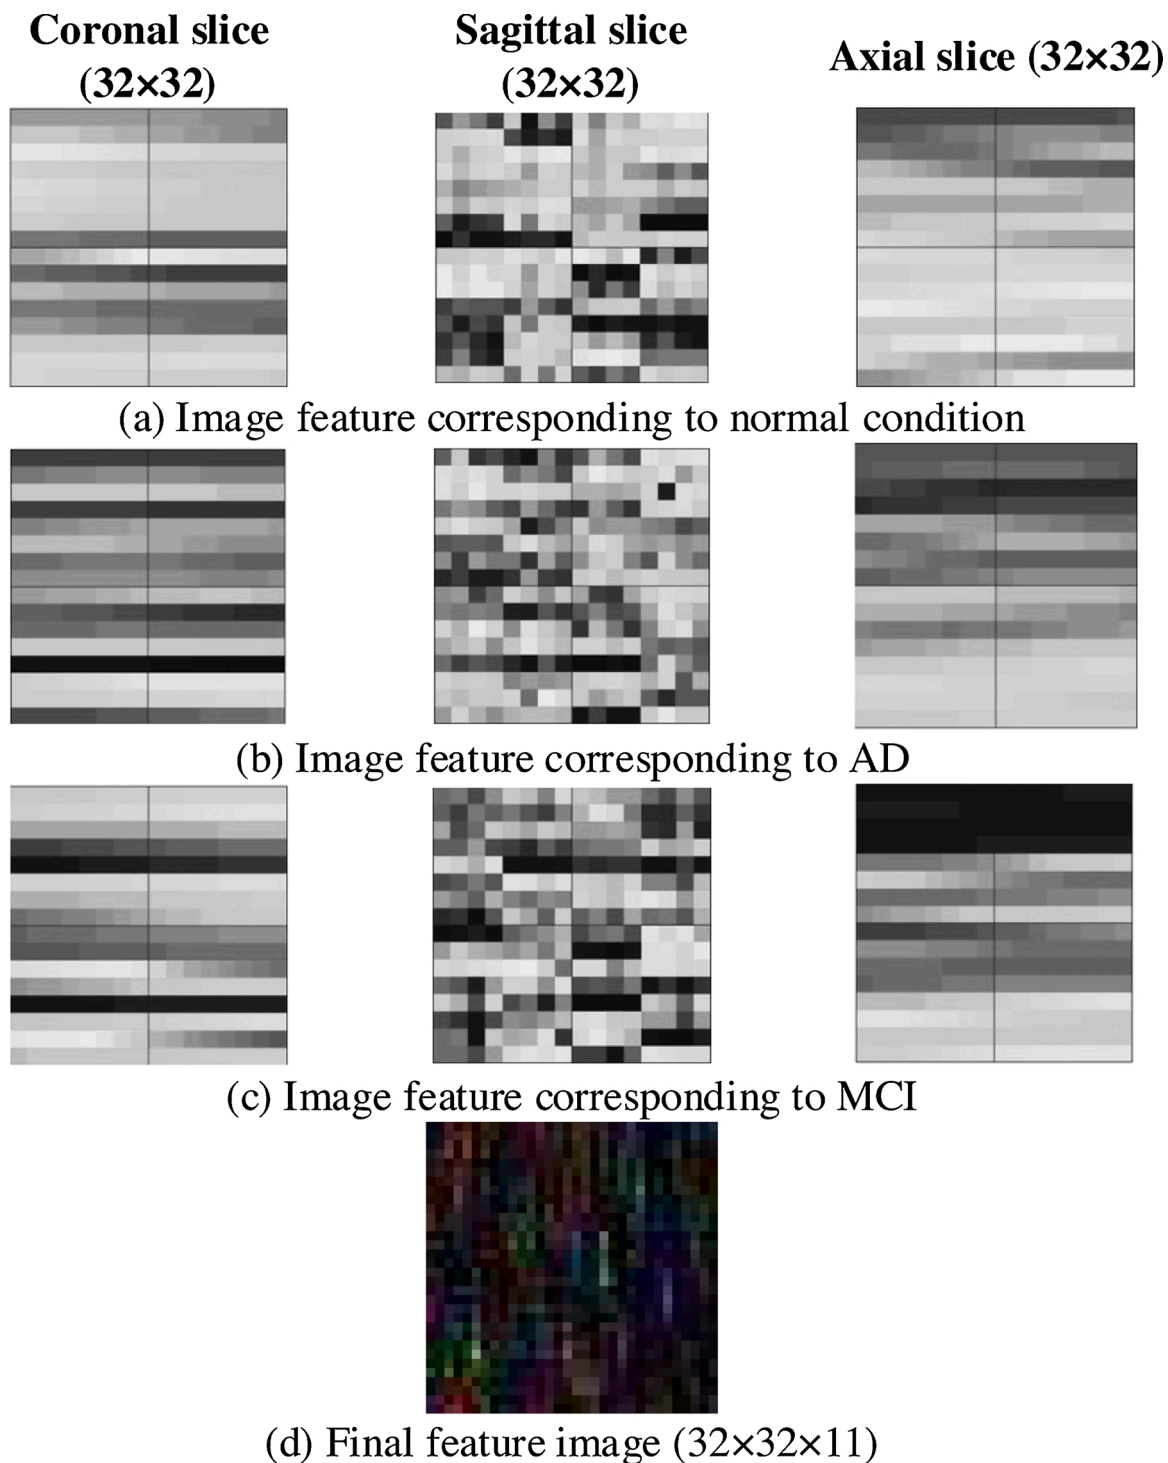 Coronal slice
(32×32)
Sagittal slice
(32×32)
Axial slice (32×32)
(a) Image feature corresponding to normal condition
(b) Image feature corresponding to AD
(c) Image feature corresponding to MCI
(d) Final feature image (32×32×11)